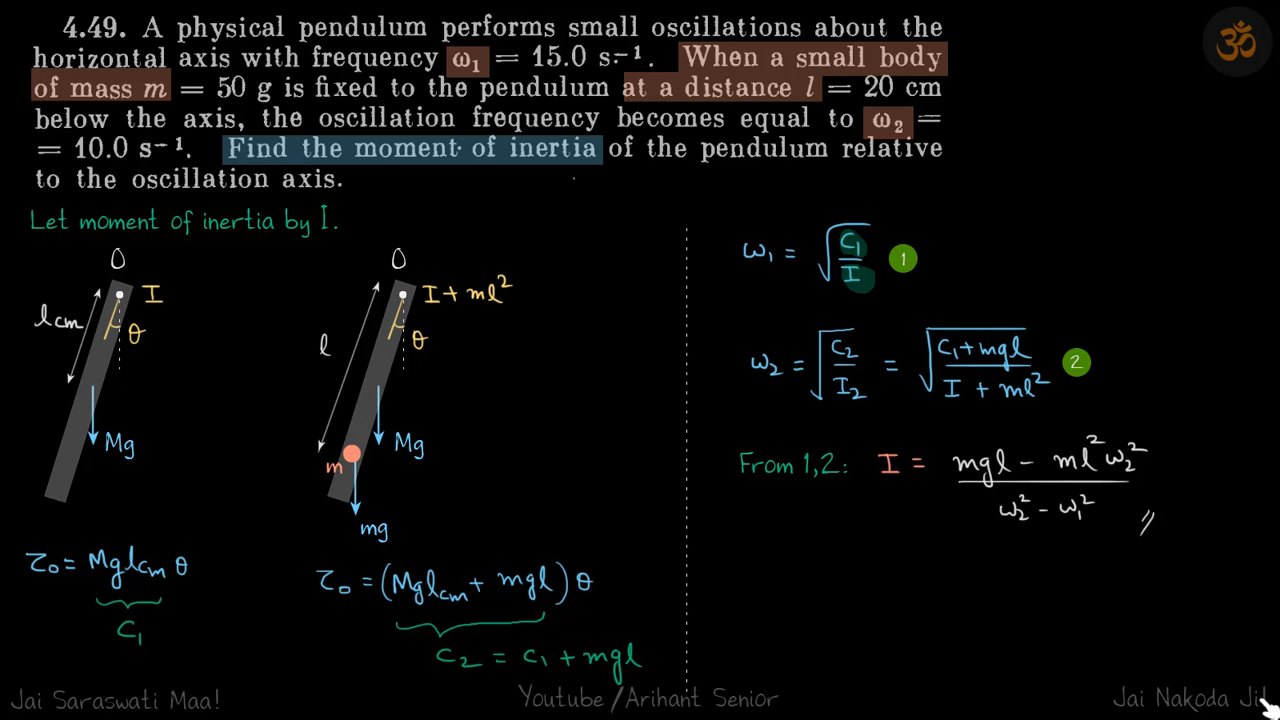 4.49. A physical pendulum performs small oscillations about the
horizontal axis with frequency ω₁ = 15.0 s⁻¹. When a small body
of mass m = 50 g is fixed to the pendulum at a distance l = 20 cm
below the axis, the oscillation frequency becomes equal to ω₂ =
= 10.0 s⁻¹. Find the moment of inertia of the pendulum relative
to the oscillation axis.
ॐ
Let moment of inertia by I.
O
I
l cm
θ
Mg
τ₀ = Mg l cm θ
C₁
O
I + ml²
l
θ
Mg
m
mg
τ₀ = (Mg l cm + mgl) θ
C₂ = C₁ + mgl
ω₁ = √(C₁/I) 1
ω₂ = √(C₂/I₂) = √((C₁ + mgl)/(I + ml²)) 2
From 1,2: I = (mgl − ml²ω₂²)/(ω₂² − ω₁²) //
Jai Saraswati Maa!
Youtube /Arihant Senior
Jai Nakoda Ji!